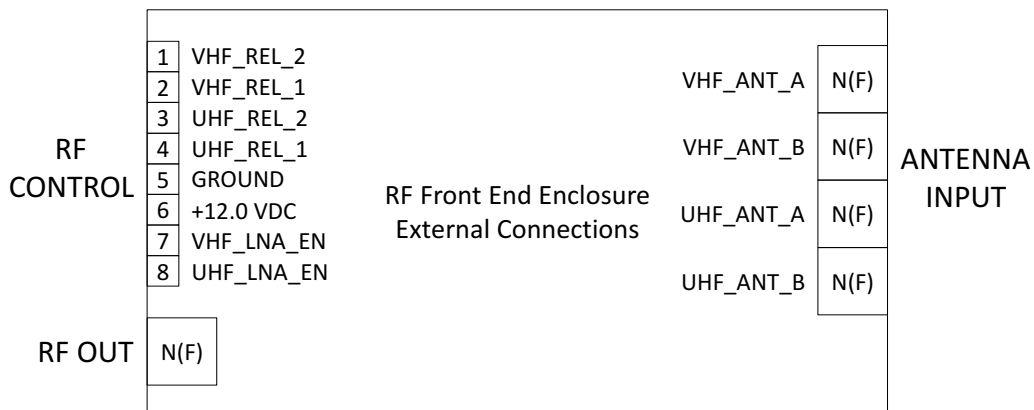 RF
CONTROL
1 VHF_REL_2
2 VHF_REL_1
3 UHF_REL_2
4 UHF_REL_1
5 GROUND
6 +12.0 VDC
7 VHF_LNA_EN
8 UHF_LNA_EN
RF OUT N(F)
RF Front End Enclosure
External Connections
VHF_ANT_A N(F)
VHF_ANT_B N(F)
UHF_ANT_A N(F)
UHF_ANT_B N(F)
ANTENNA
INPUT